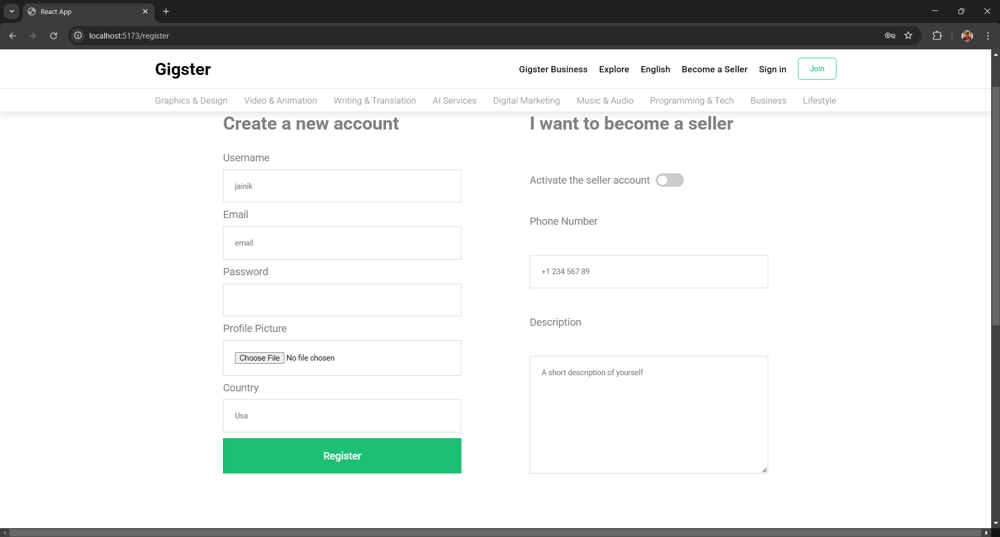 React App
localhost:5173/register
Gigster
Gigster Business Explore English Become a Seller Sign in Join
Graphics & Design Video & Animation Writing & Translation AI Services Digital Marketing Music & Audio Programming & Tech Business Lifestyle
Create a new account
Username
jainik
Email
email
Password
Profile Picture
Choose File No file chosen
Country
Usa
Register
I want to become a seller
Activate the seller account
Phone Number
+1 234 567 89
Description
A short description of yourself